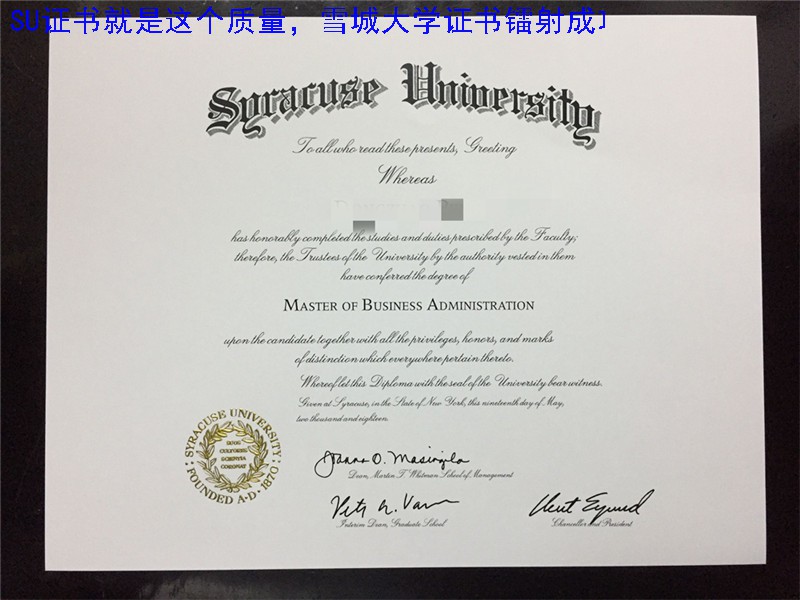 SU证书就是这个质量，雪城大学证书镭射成
Syracuse University
To all who read these presents, Greeting
Whereas
has honorably completed the studies and duties prescribed by the Faculty;
therefore, the Trustees of the University by the authority vested in them
have conferred the degree of
MASTER OF BUSINESS ADMINISTRATION
upon the candidate together with all the privileges, honors, and marks
of distinction which everywhere pertain thereto.
Whereof let this Diploma with the seal of the University bear witness.
Given at Syracuse, in the State of New York, this nineteenth day of May,
two thousand and eighteen.
SYRACUSE UNIVERSITY
FOUNDED A·D· 1870
Dean, Martin J. Whitman School of Management
Interim Dean, Graduate School
Chancellor and President